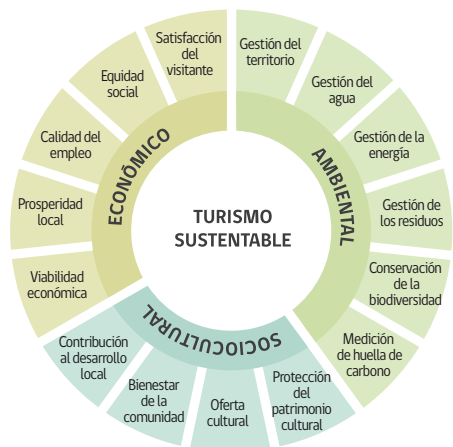 TURISMO
SUSTENTABLE
AMBIENTAL
Gestión del
territorio
Gestión del
agua
Gestión de la
energía
Gestión de
los residuos
Conservación
de la
biodiversidad
Medición
de huella de
carbono
SOCIOCULTURAL
Protección
del
patrimonio
cultural
Oferta
cultural
Bienestar
de la
comunidad
Contribución
al desarrollo
local
ECONÓMICO
Viabilidad
económica
Prosperidad
local
Calidad del
empleo
Equidad
social
Satisfacción
del
visitante